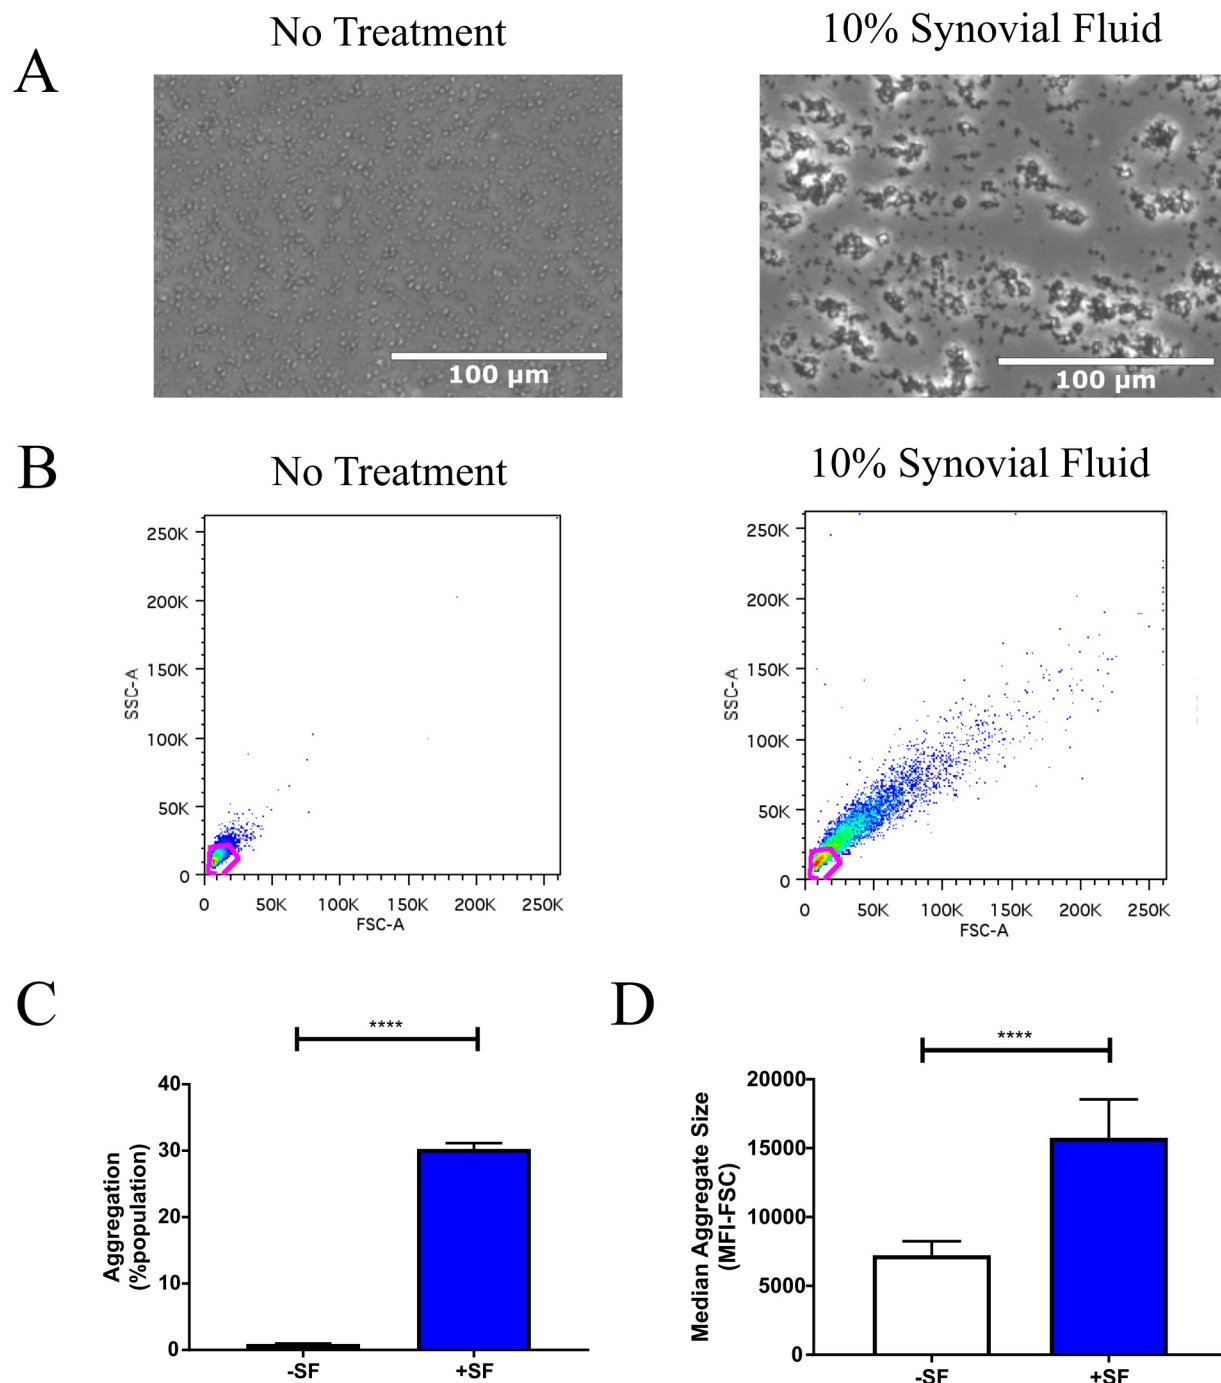 No Treatment
10% Synovial Fluid
A
100 µm
100 µm
B
No Treatment
10% Synovial Fluid
250K
200K
150K
100K
50K
0
SSC-A
0
50K
100K
150K
200K
250K
FSC-A
250K
200K
150K
100K
50K
0
SSC-A
0
50K
100K
150K
200K
250K
FSC-A
C
****
40
30
20
10
0
Aggregation
(%population)
-SF
+SF
D
****
20000
15000
10000
5000
0
Median Aggregate Size
(MFI-FSC)
-SF
+SF